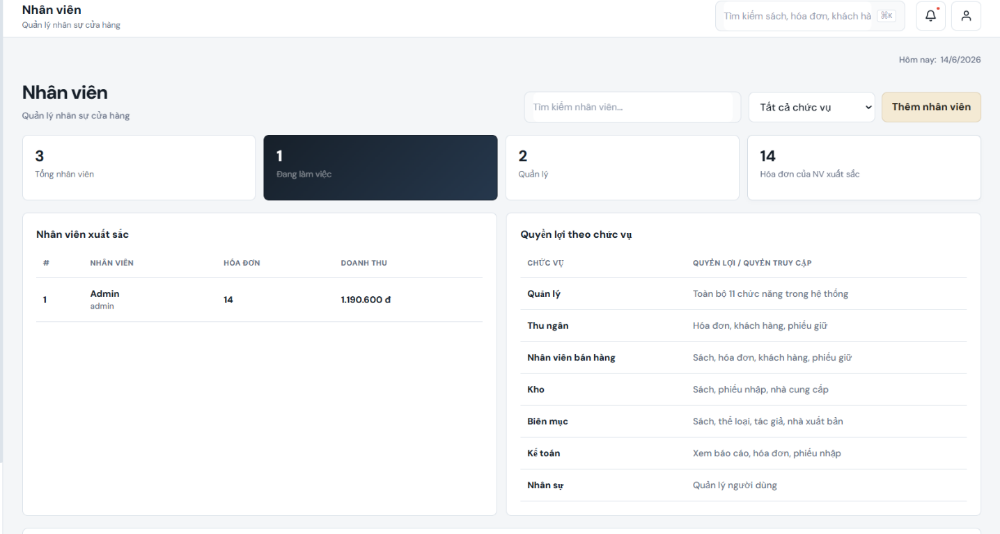 Nhân viên
Quản lý nhân sự cửa hàng
Tìm kiếm sách, hóa đơn, khách hà
⌘K
Hôm nay: 14/6/2026
Nhân viên
Quản lý nhân sự cửa hàng
Tìm kiếm nhân viên...
Tất cả chức vụ
Thêm nhân viên
3
Tổng nhân viên
1
Đang làm việc
2
Quản lý
14
Hóa đơn của NV xuất sắc
Nhân viên xuất sắc
# NHÂN VIÊN HÓA ĐƠN DOANH THU
1 Admin 14 1.190.600 đ
admin
Quyền lợi theo chức vụ
CHỨC VỤ QUYỀN LỢI / QUYỀN TRUY CẬP
Quản lý Toàn bộ 11 chức năng trong hệ thống
Thu ngân Hóa đơn, khách hàng, phiếu giữ
Nhân viên bán hàng Sách, hóa đơn, khách hàng, phiếu giữ
Kho Sách, phiếu nhập, nhà cung cấp
Biên mục Sách, thể loại, tác giả, nhà xuất bản
Kế toán Xem báo cáo, hóa đơn, phiếu nhập
Nhân sự Quản lý người dùng